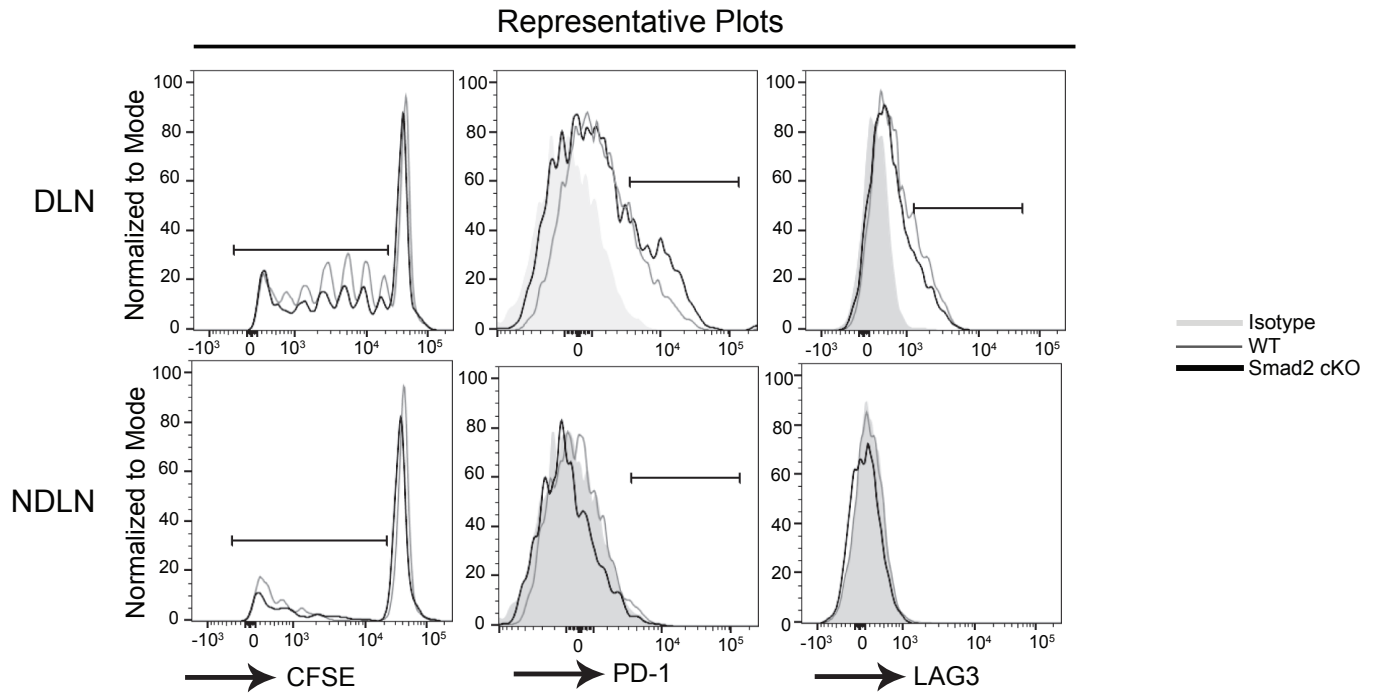 Representative Plots
DLN
Normalized to Mode
100
80
60
40
20
0
-10³ 0 10³ 10⁴ 10⁵
100
80
60
40
20
0
0 10⁴ 10⁵
100
80
60
40
20
0
-10³ 0 10³ 10⁴ 10⁵
Isotype
WT
Smad2 cKO
NDLN
Normalized to Mode
100
80
60
40
20
0
-10³ 0 10³ 10⁴ 10⁵
CFSE
100
80
60
40
20
0
0 10⁴ 10⁵
PD-1
100
80
60
40
20
0
-10³ 0 10³ 10⁴ 10⁵
LAG3